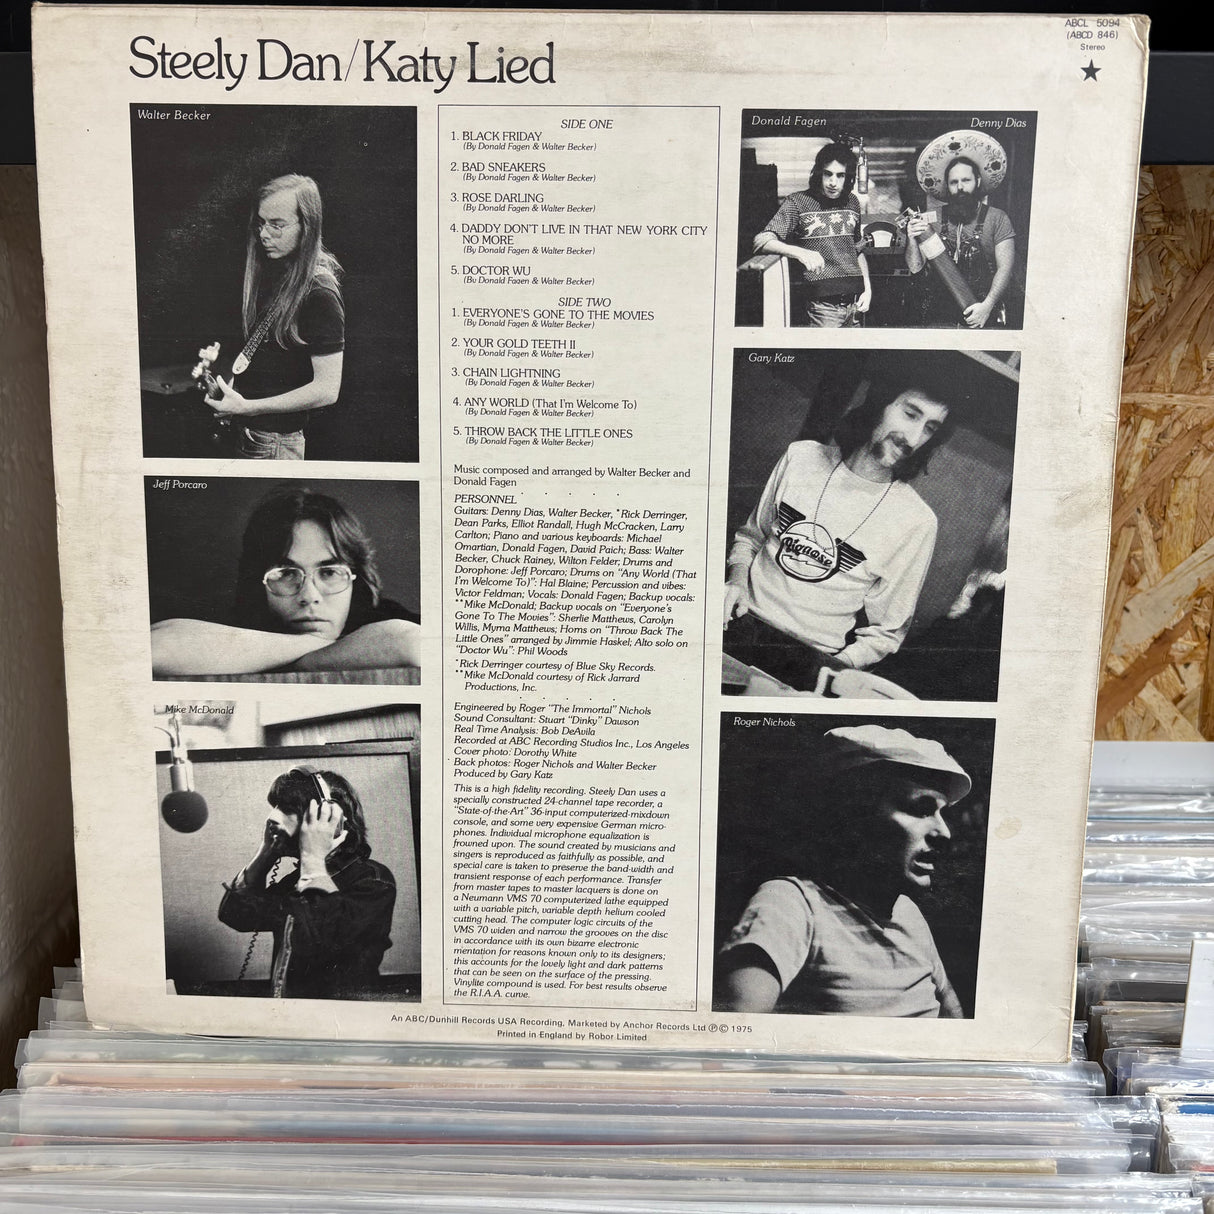 Steely Dan/Katy Lied
ABCL 5094
(ABCD 846)
Stereo
Walter Becker
SIDE ONE
1. BLACK FRIDAY
(By Donald Fagen & Walter Becker)
2. BAD SNEAKERS
(By Donald Fagen & Walter Becker)
3. ROSE DARLING
(By Donald Fagen & Walter Becker)
4. DADDY DON'T LIVE IN THAT NEW YORK CITY
NO MORE
(By Donald Fagen & Walter Becker)
5. DOCTOR WU
(By Donald Fagen & Walter Becker)
SIDE TWO
1. EVERYONE'S GONE TO THE MOVIES
(By Donald Fagen & Walter Becker)
2. YOUR GOLD TEETH II
(By Donald Fagen & Walter Becker)
3. CHAIN LIGHTNING
(By Donald Fagen & Walter Becker)
4. ANY WORLD (That I'm Welcome To)
(By Donald Fagen & Walter Becker)
5. THROW BACK THE LITTLE ONES
(By Donald Fagen & Walter Becker)
Music composed and arranged by Walter Becker and
Donald Fagen
PERSONNEL
Guitars: Denny Dias, Walter Becker, *Rick Derringer,
Dean Parks, Elliot Randall, Hugh McCracken, Larry
Carlton; Piano and various keyboards: Michael
Omartian, Donald Fagen, David Paich; Bass: Walter
Becker, Chuck Rainey, Wilton Felder; Drums and
Dorophone: Jeff Porcaro; Drums on "Any World (That
I'm Welcome To)": Hal Blaine; Percussion and vibes:
Victor Feldman; Vocals: Donald Fagen; Backup vocals:
**Mike McDonald; Backup vocals on "Everyone's
Gone To The Movies": Sherlie Matthews, Carolyn
Willis, Myrna Matthews; Horns on "Throw Back The
Little Ones" arranged by Jimmie Haskel; Alto solo on
"Doctor Wu": Phil Woods
*Rick Derringer courtesy of Blue Sky Records.
**Mike McDonald courtesy of Rick Jarrard
Productions, Inc.
Engineered by Roger "The Immortal" Nichols
Sound Consultant: Stuart "Dinky" Dawson
Real Time Analysis: Bob DeAvila
Recorded at ABC Recording Studios Inc., Los Angeles
Cover photo: Dorothy White
Back photos: Roger Nichols and Walter Becker
Produced by Gary Katz
This is a high fidelity recording. Steely Dan uses a
specially constructed 24-channel tape recorder, a
"State-of-the-Art" 36-input computerized-mixdown
console, and some very expensive German micro-
phones. Individual microphone equalization is
frowned upon. The sound created by musicians and
singers is reproduced as faithfully as possible, and
special care is taken to preserve the band-width and
transient response of each performance. Transfer
from master tapes to master lacquers is done on
a Neumann VMS 70 computerized lathe equipped
with a variable pitch, variable depth helium cooled
cutting head. The computer logic circuits of the
VMS 70 widen and narrow the grooves on the disc
in accordance with its own bizarre electronic
mentation for reasons known only to its designers;
this accounts for the lovely light and dark patterns
that can be seen on the surface of the pressing.
Vinylite compound is used. For best results observe
the R.I.A.A. curve.
Donald Fagen
Denny Dias
Gary Katz
Bignose
Jeff Porcaro
Mike McDonald
Roger Nichols
An ABC/Dunhill Records USA Recording, Marketed by Anchor Records Ltd ℗ © 1975
Printed in England by Robor Limited